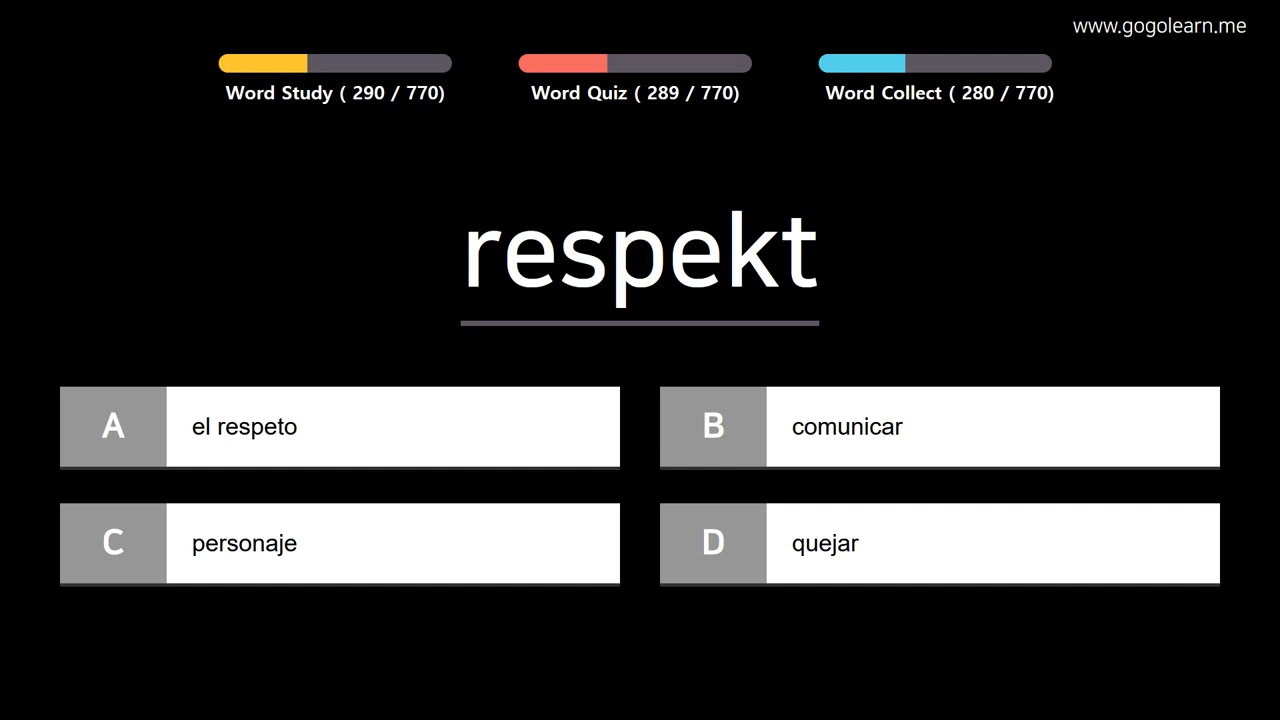 www.gogolearn.me
Word Study ( 290 / 770)
Word Quiz ( 289 / 770)
Word Collect ( 280 / 770)
respekt
A el respeto
B comunicar
C personaje
D quejar